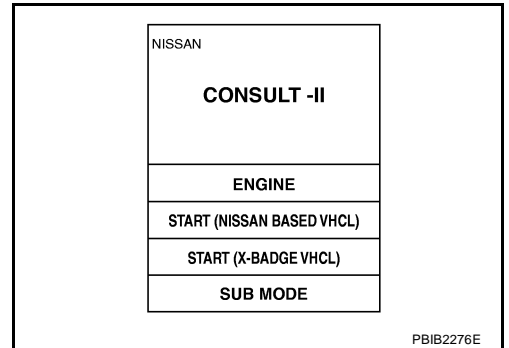 NISSAN
CONSULT -II
ENGINE
START (NISSAN BASED VHCL)
START (X-BADGE VHCL)
SUB MODE
PBIB2276E